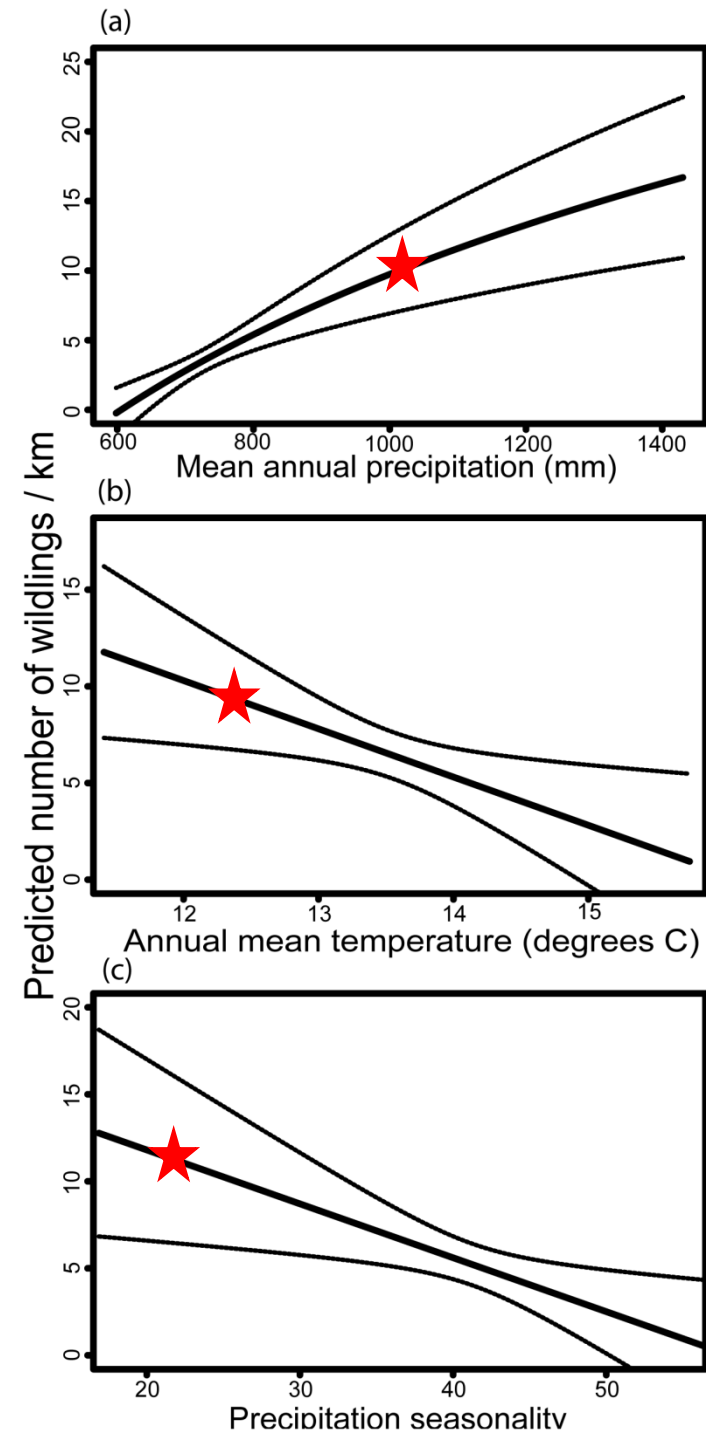 (a)
25
20
15
10
5
0
600 800 1000 1200 1400
Mean annual precipitation (mm)
Predicted number of wildlings / km
(b)
15
10
5
0
12 13 14 15
Annual mean temperature (degrees C)
(c)
20
15
10
5
0
20 30 40 50
Precipitation seasonality